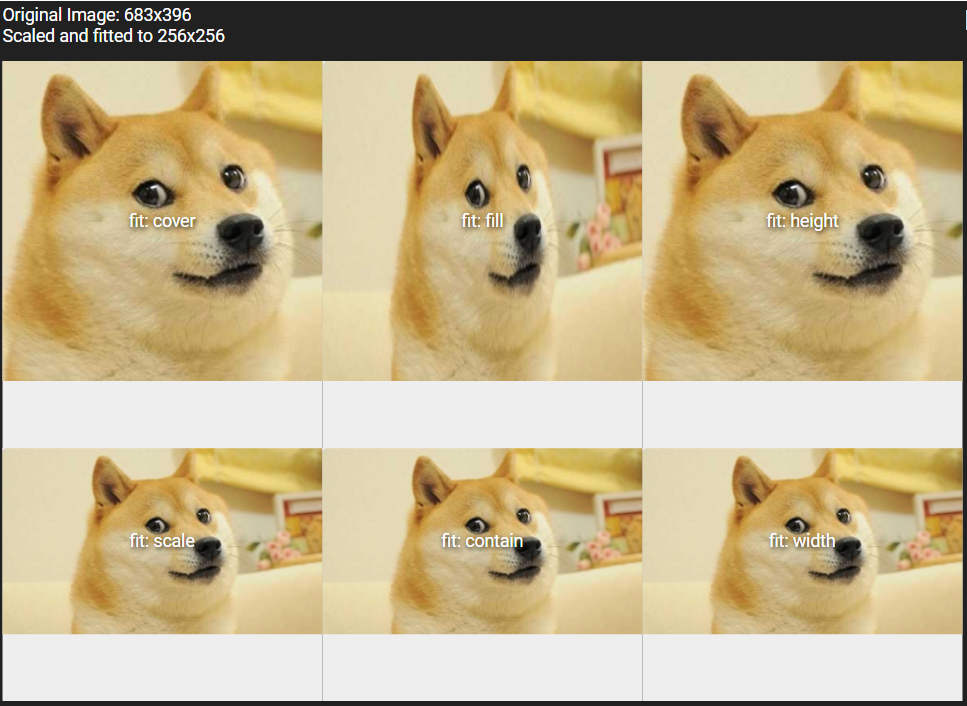 Original Image: 683x396
Scaled and fitted to 256x256
fit: cover
fit: fill
fit: height
fit: scale
fit: contain
fit: width